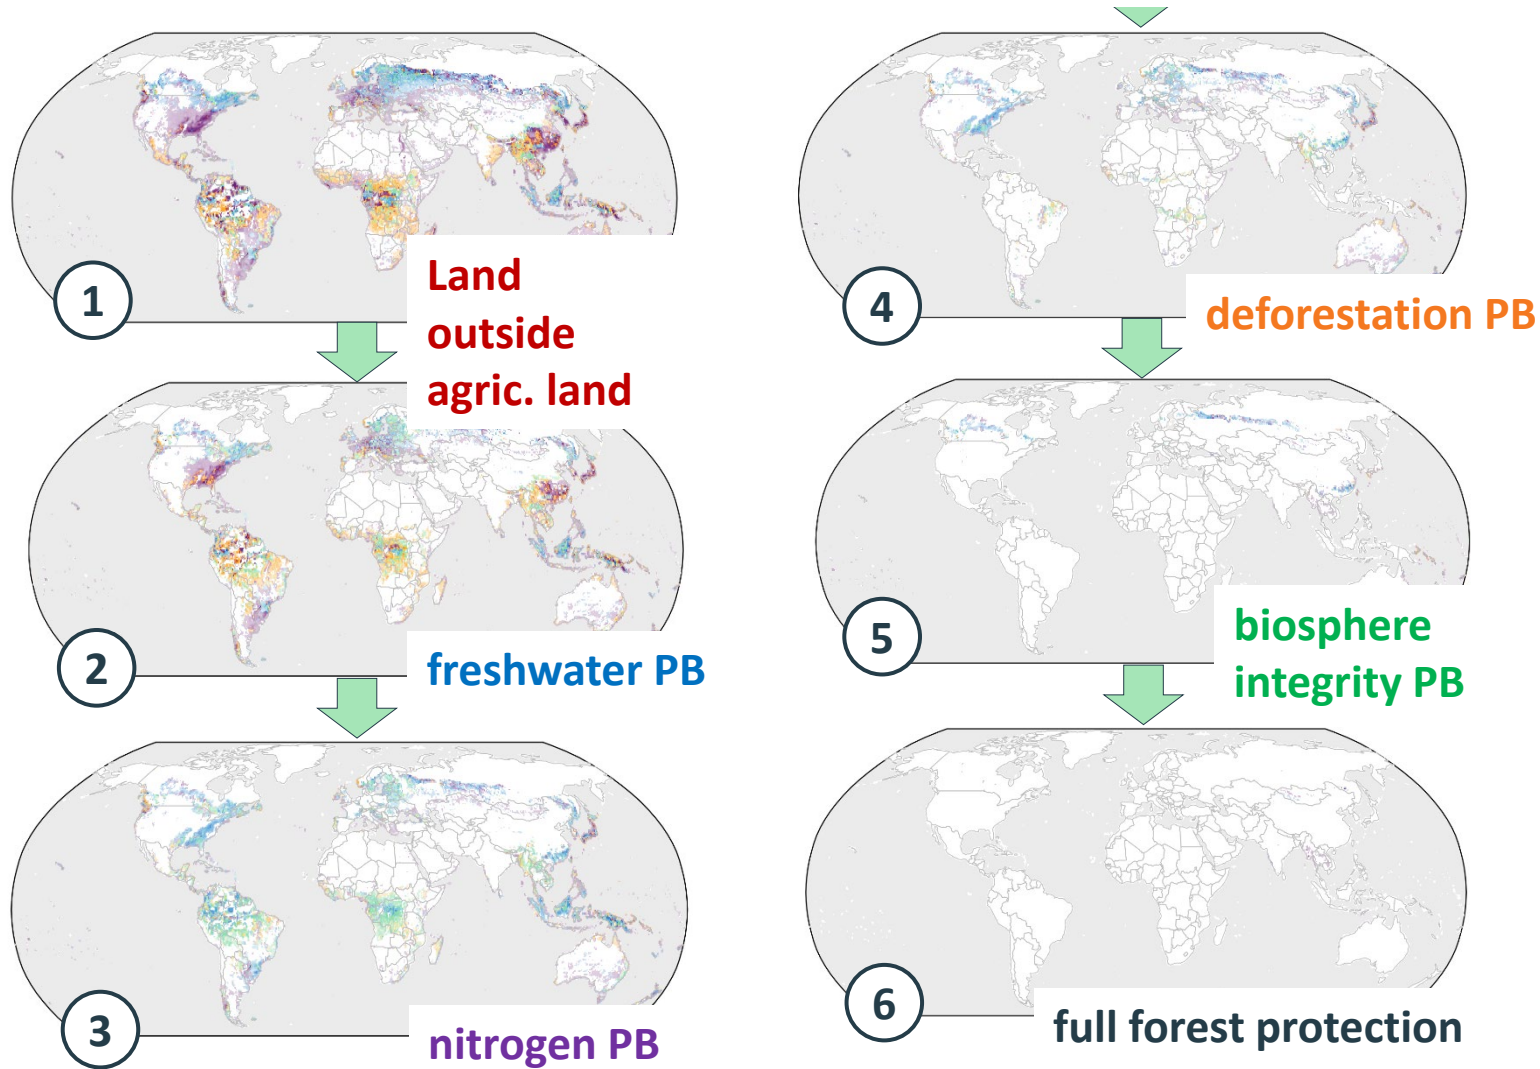 1
Land
outside
agric. land
2
freshwater PB
3
nitrogen PB
4
deforestation PB
5
biosphere
integrity PB
6
full forest protection